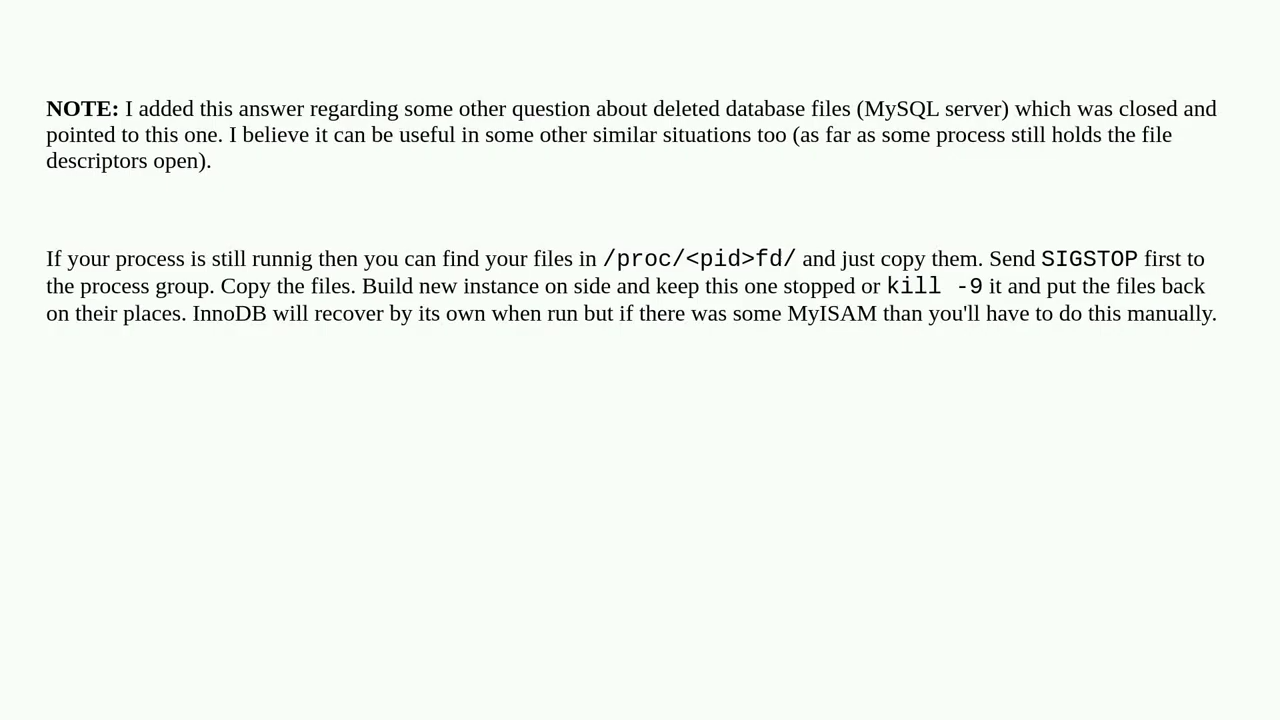 NOTE: I added this answer regarding some other question about deleted database files (MySQL server) which was closed and
pointed to this one. I believe it can be useful in some other similar situations too (as far as some process still holds the file
descriptors open).
If your process is still runnig then you can find your files in /proc/<pid>fd/ and just copy them. Send SIGSTOP first to
the process group. Copy the files. Build new instance on side and keep this one stopped or kill -9 it and put the files back
on their places. InnoDB will recover by its own when run but if there was some MyISAM than you'll have to do this manually.